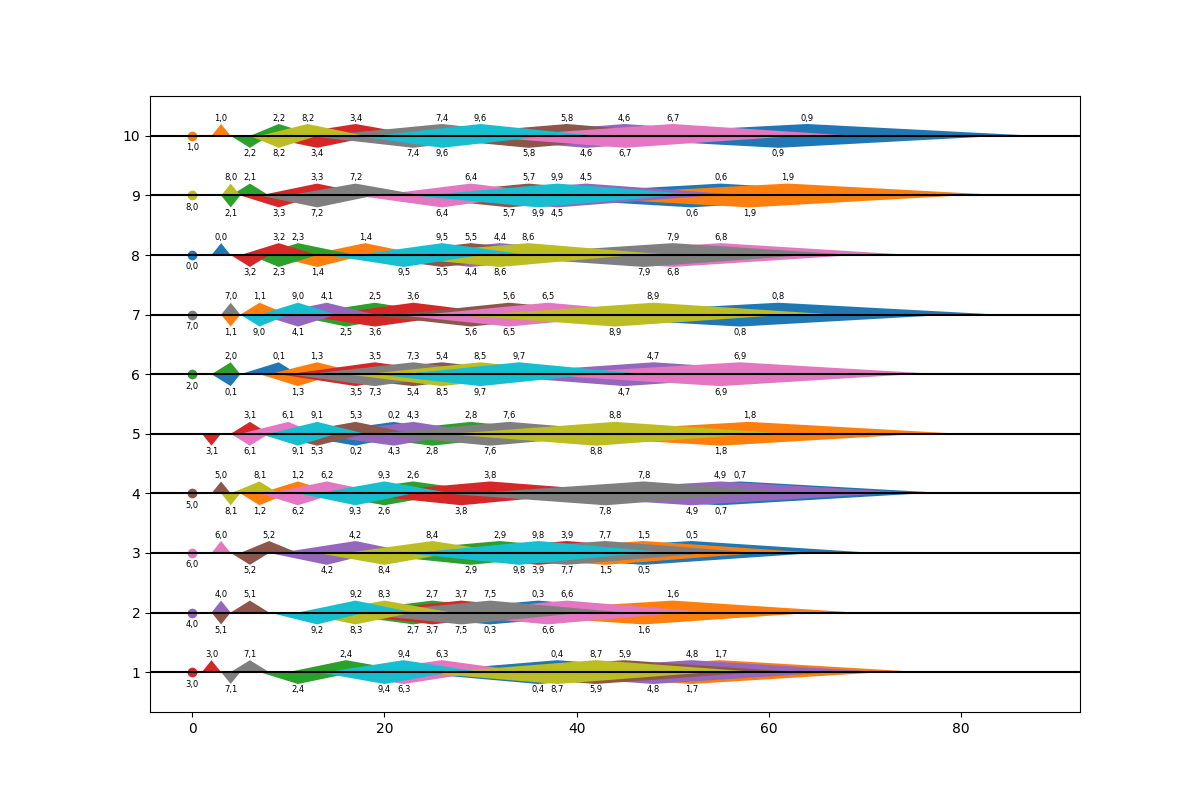 1,0 2,2 8,2 3,4 7,4 9,6 5,8 4,6 6,7 0,9
10
1,0 2,2 8,2 3,4 7,4 9,6 5,8 4,6 6,7 0,9
8,0 2,1 3,3 7,2 6,4 5,7 9,9 4,5 0,6 1,9
9
8,0 2,1 3,3 7,2 6,4 5,7 9,9 4,5 0,6 1,9
0,0 3,2 2,3 1,4 9,5 5,5 4,4 8,6 7,9 6,8
8
0,0 3,2 2,3 1,4 9,5 5,5 4,4 8,6 7,9 6,8
7,0 1,1 9,0 4,1 2,5 3,6 5,6 6,5 8,9 0,8
7
7,0 1,1 9,0 4,1 2,5 3,6 5,6 6,5 8,9 0,8
2,0 0,1 1,3 3,5 7,3 5,4 8,5 9,7 4,7 6,9
6
2,0 0,1 1,3 3,5 7,3 5,4 8,5 9,7 4,7 6,9
3,1 6,1 9,1 5,3 0,2 4,3 2,8 7,6 8,8 1,8
5
3,1 6,1 9,1 5,3 0,2 4,3 2,8 7,6 8,8 1,8
5,0 8,1 1,2 6,2 9,3 2,6 3,8 7,8 4,9 0,7
4
5,0 8,1 1,2 6,2 9,3 2,6 3,8 7,8 4,9 0,7
6,0 5,2 4,2 8,4 2,9 9,8 3,9 7,7 1,5 0,5
3
6,0 5,2 4,2 8,4 2,9 9,8 3,9 7,7 1,5 0,5
4,0 5,1 9,2 8,3 2,7 3,7 7,5 0,3 6,6 1,6
2
4,0 5,1 9,2 8,3 2,7 3,7 7,5 0,3 6,6 1,6
3,0 7,1 2,4 9,4 6,3 0,4 8,7 5,9 4,8 1,7
1
3,0 7,1 2,4 9,4 6,3 0,4 8,7 5,9 4,8 1,7
0 20 40 60 80